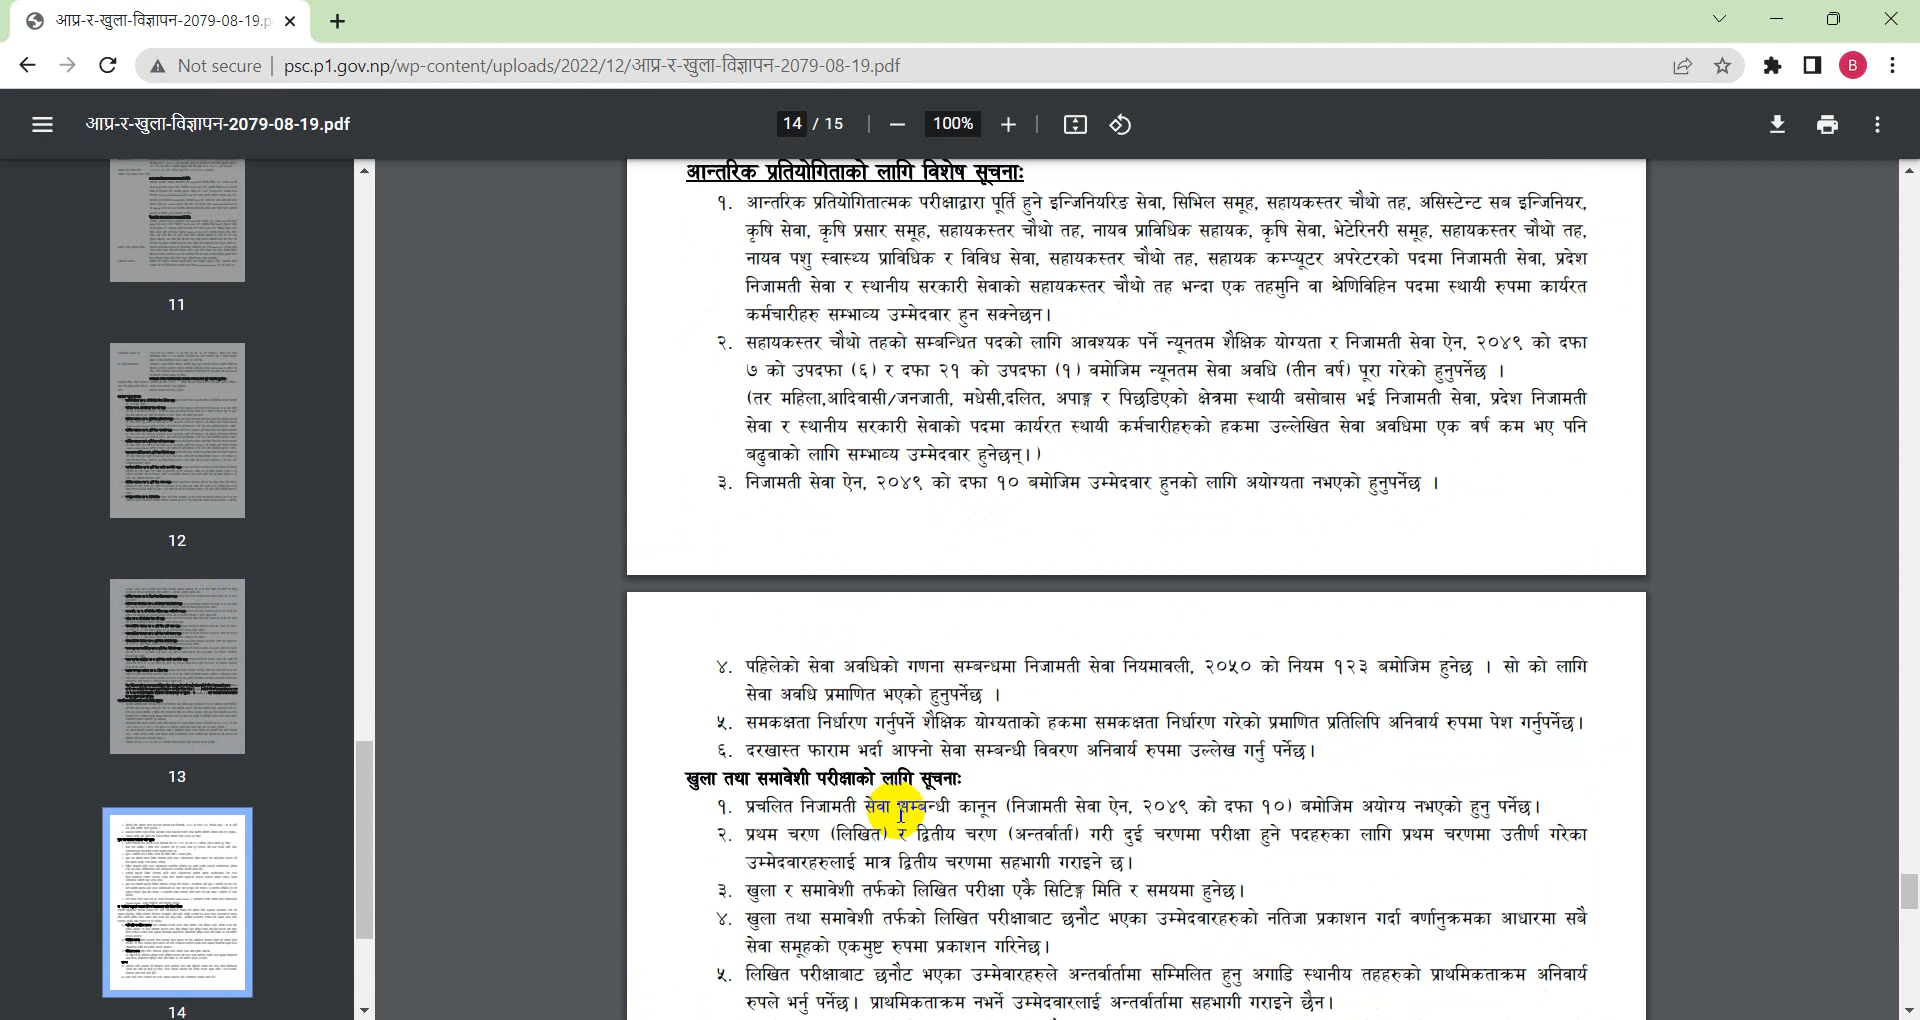 आप्र-र-खुला-विज्ञापन-2079-08-19.p
Not secure psc.p1.gov.np/wp-content/uploads/2022/12/आप्र-र-खुला-विज्ञापन-2079-08-19.pdf
B
आप्र-र-खुला-विज्ञापन-2079-08-19.pdf
14 / 15
100%
11
12
13
14
आन्तरिक प्रतियोगिताको लागि विशेष सूचनाः
१. आन्तरिक प्रतियोगितात्मक परीक्षाद्वारा पूर्ति हुने इन्जिनियरिङ सेवा, सिभिल समूह, सहायकस्तर चौथो तह, असिस्टेन्ट सब इन्जिनियर,
कृषि सेवा, कृषि प्रसार समूह, सहायकस्तर चौथो तह, नायव प्राविधिक सहायक, कृषि सेवा, भेटेरिनरी समूह, सहायकस्तर चौथो तह,
नायव पशु स्वास्थ्य प्राविधिक र विविध सेवा, सहायकस्तर चौथो तह, सहायक कम्प्यूटर अपरेटरको पदमा निजामती सेवा, प्रदेश
निजामती सेवा र स्थानीय सरकारी सेवाको सहायकस्तर चौथो तह भन्दा एक तहमुनि वा श्रेणिविहिन पदमा स्थायी रुपमा कार्यरत
कर्मचारीहरु सम्भाव्य उम्मेदवार हुन सक्नेछन।
२. सहायकस्तर चौथो तहको सम्बन्धित पदको लागि आवश्यक पर्ने न्यूनतम शैक्षिक योग्यता र निजामती सेवा ऐन, २०४९ को दफा
७ को उपदफा (६) र दफा २१ को उपदफा (१) वमोजिम न्यूनतम सेवा अवधि (तीन वर्ष) पूरा गरेको हुनुपर्नेछ ।
(तर महिला,आदिवासी/जनजाती, मधेसी,दलित, अपाङ्ग र पिछडिएको क्षेत्रमा स्थायी बसोबास भई निजामती सेवा, प्रदेश निजामती
सेवा र स्थानीय सरकारी सेवाको पदमा कार्यरत स्थायी कर्मचारीहरुको हकमा उल्लेखित सेवा अवधिमा एक वर्ष कम भए पनि
बढुवाको लागि सम्भाव्य उम्मेदवार हुनेछन्।)
३. निजामती सेवा ऐन, २०४९ को दफा १० बमोजिम उम्मेदवार हुनको लागि अयोग्यता नभएको हुनुपर्नेछ ।
४. पहिलेको सेवा अवधिको गणना सम्बन्धमा निजामती सेवा नियमावली, २०५० को नियम १२३ बमोजिम हुनेछ । सो को लागि
सेवा अवधि प्रमाणित भएको हुनुपर्नेछ ।
५. समकक्षता निर्धारण गर्नुपर्ने शैक्षिक योग्यताको हकमा समकक्षता निर्धारण गरेको प्रमाणित प्रतिलिपि अनिवार्य रुपमा पेश गर्नुपर्नेछ।
६. दरखास्त फाराम भर्दा आफ्नो सेवा सम्बन्धी विवरण अनिवार्य रुपमा उल्लेख गर्नु पर्नेछ।
खुला तथा समावेशी परीक्षाको लागि सूचनाः
१. प्रचलित निजामती सेवा सम्बन्धी कानून (निजामती सेवा ऐन, २०४९ को दफा १०) बमोजिम अयोग्य नभएको हुनु पर्नेछ।
२. प्रथम चरण (लिखित) र द्वितीय चरण (अन्तर्वार्ता) गरी दुई चरणमा परीक्षा हुने पदहरुका लागि प्रथम चरणमा उतीर्ण गरेका
उम्मेदवारहरुलाई मात्र द्वितीय चरणमा सहभागी गराइने छ।
३. खुला र समावेशी तर्फको लिखित परीक्षा एकै सिटिङ्ग मिति र समयमा हुनेछ।
४. खुला तथा समावेशी तर्फको लिखित परीक्षाबाट छनौट भएका उम्मेदवारहरुको नतिजा प्रकाशन गर्दा वर्णानुक्रमका आधारमा सबै
सेवा समूहको एकमुष्ट रुपमा प्रकाशन गरिनेछ।
५. लिखित परीक्षाबाट छनौट भएका उम्मेवारहरुले अन्तर्वार्तामा सम्मिलित हुनु अगाडि स्थानीय तहहरुको प्राथमिकताक्रम अनिवार्य
रुपले भर्नु पर्नेछ। प्राथमिकताक्रम नभर्ने उम्मेदवारलाई अन्तर्वार्तामा सहभागी गराइने छैन।